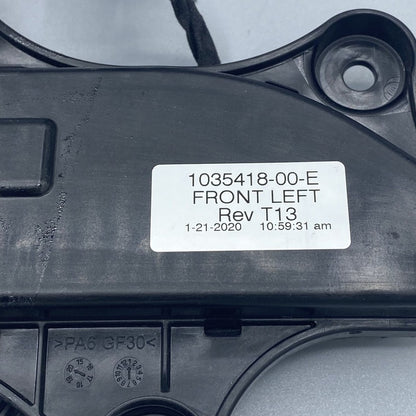 1035418-00-E
FRONT LEFT
Rev T13
1-21-2020 10:59:31 am
>PA6 GF30<